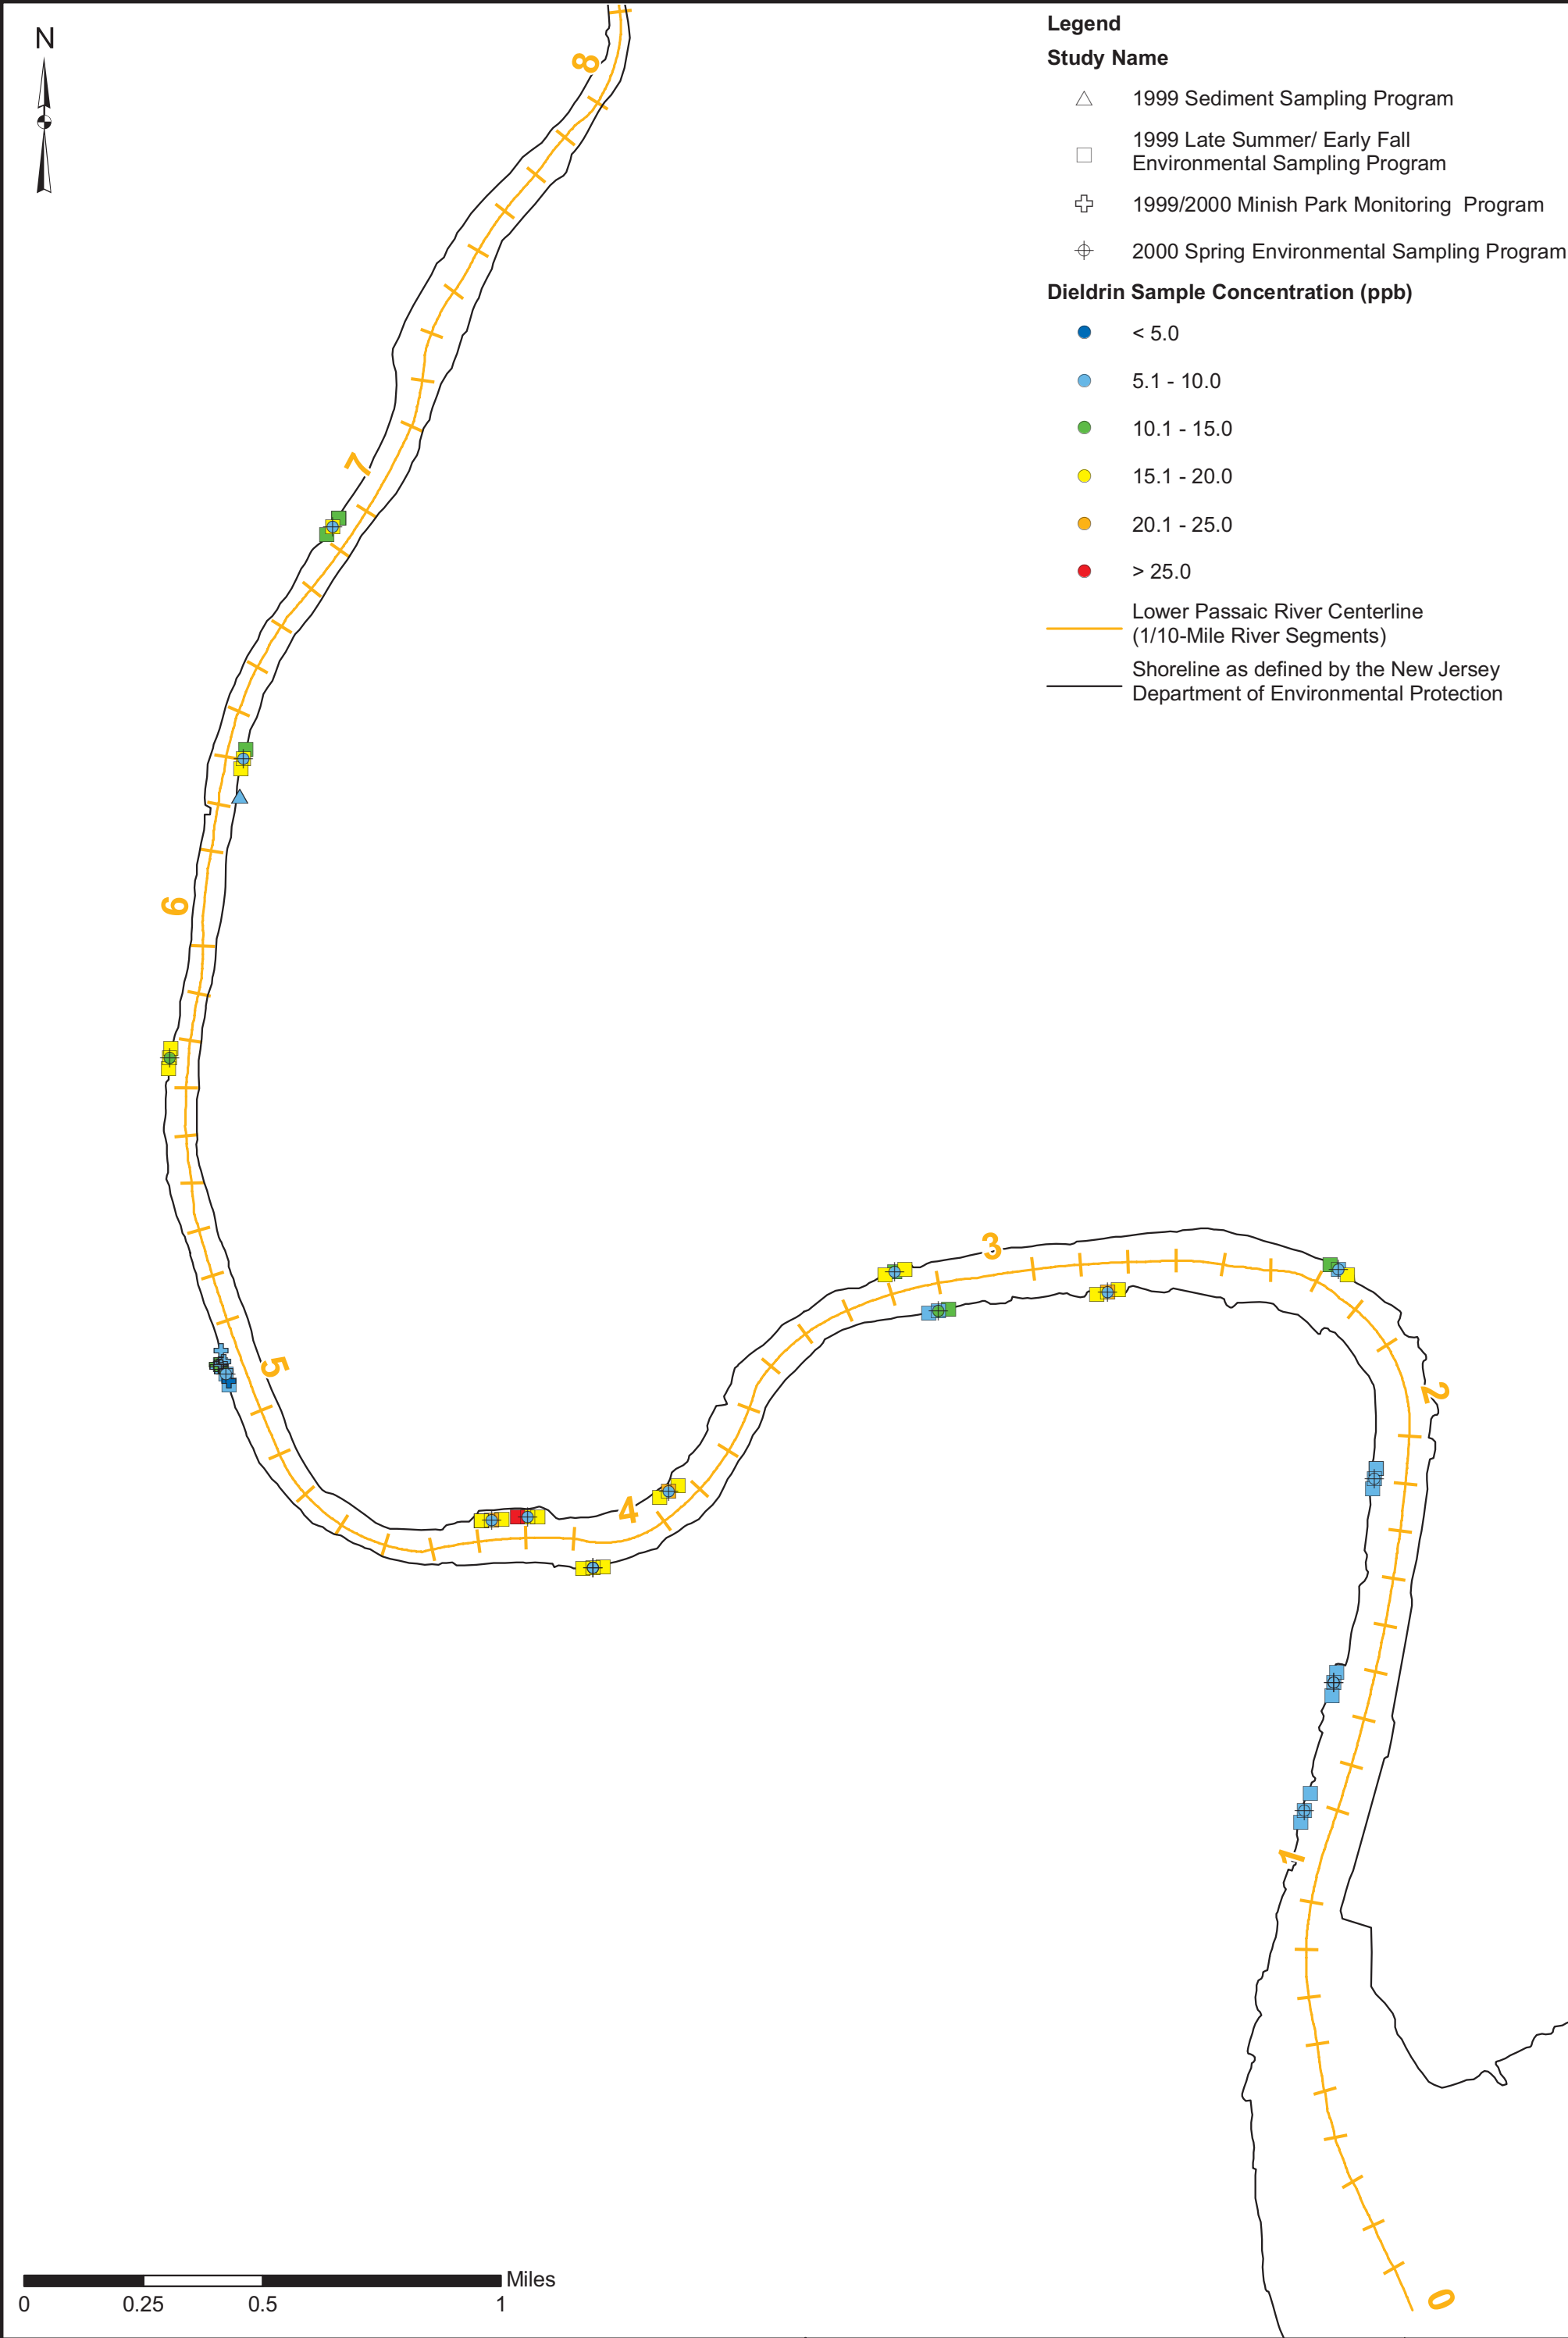 N
Legend
Study Name
1999 Sediment Sampling Program
1999 Late Summer/ Early Fall
Environmental Sampling Program
1999/2000 Minish Park Monitoring  Program
2000 Spring Environmental Sampling Program
Dieldrin Sample Concentration (ppb)
< 5.0
5.1 - 10.0
10.1 - 15.0
15.1 - 20.0
20.1 - 25.0
> 25.0
Lower Passaic River Centerline
(1/10-Mile River Segments)
Shoreline as defined by the New Jersey
Department of Environmental Protection
8
7
6
5
4
3
2
1
0
Miles
0
0.25
0.5
1